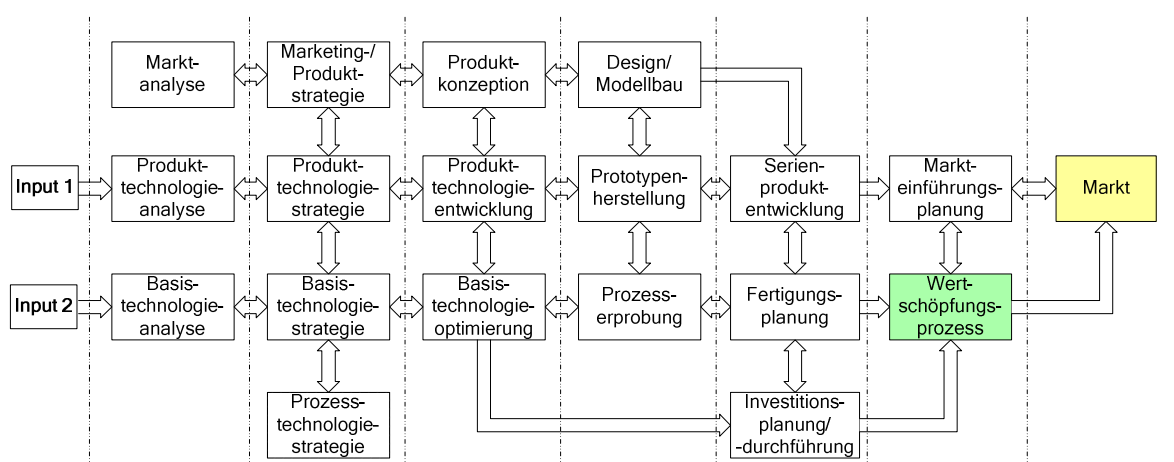 Markt-
analyse
Marketing-/
Produkt-
strategie
Produkt-
konzeption
Design/
Modellbau
Input 1
Produkt-
technologie-
analyse
Produkt-
technologie-
strategie
Produkt-
technologie-
entwicklung
Prototypen-
herstellung
Serien-
produkt-
entwicklung
Markt-
einführungs-
planung
Markt
Input 2
Basis-
technologie-
analyse
Basis-
technologie-
strategie
Basis-
technologie-
optimierung
Prozess-
erprobung
Fertigungs-
planung
Wert-
schöpfungs-
prozess
Prozess-
technologie-
strategie
Investitions-
planung/
-durchführung